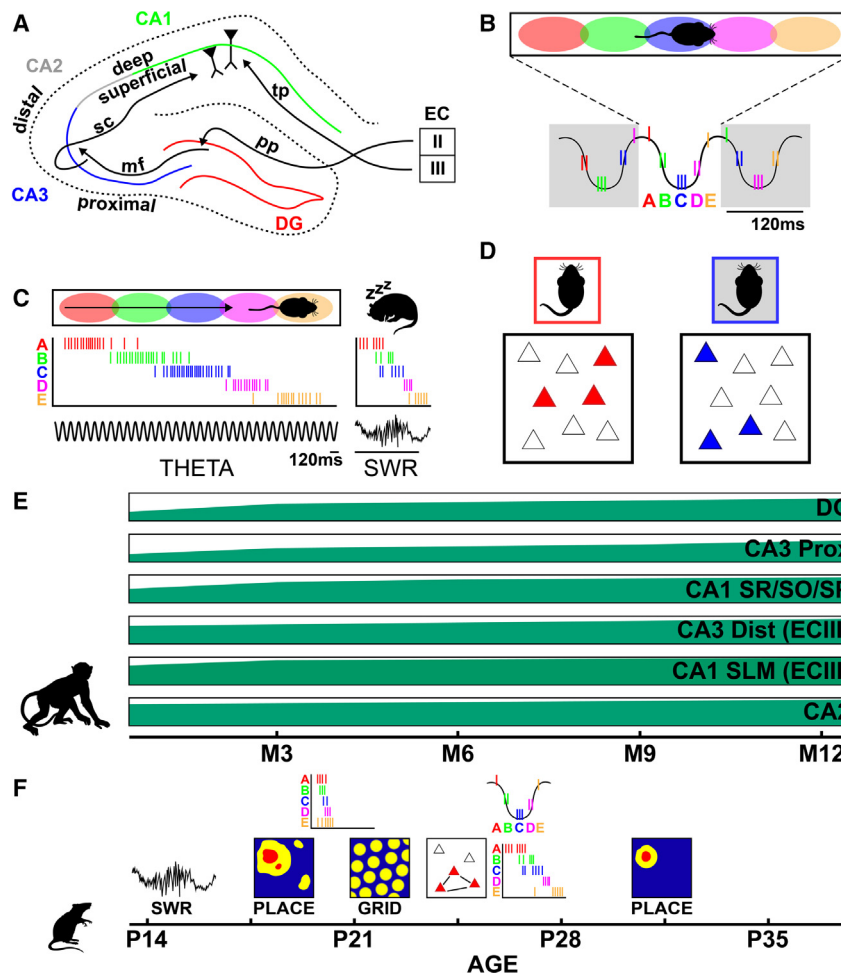 A
CA1
CA2
deep
superficial
distal
sc
tp
EC
II
III
pp
mf
CA3
proximal
DG
B
A B C D E
120ms
C
zzz
A
B
C
D
E
THETA
120ms
SWR
D
E
DG
CA3 Prox
CA1 SR/SO/SP
CA3 Dist (ECIII
CA1 SLM (ECIII
CA2
M3 M6 M9 M12
F
A
B
C
D
E
A B C D E
A
B
C
D
E
SWR
PLACE
GRID
PLACE
P14 P21 P28 P35
AGE